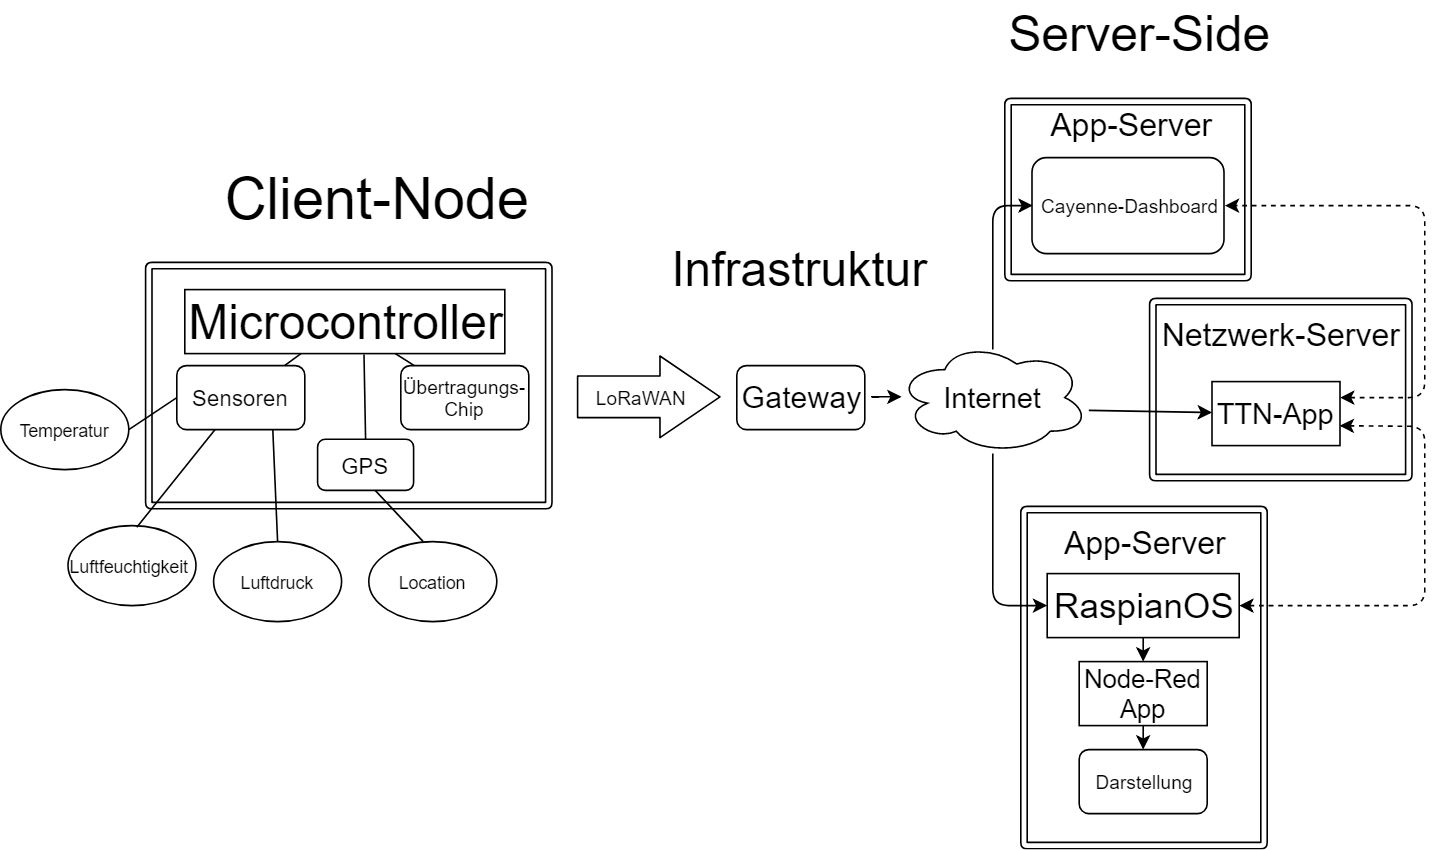 Server-Side
App-Server
Cayenne-Dashboard
Client-Node
Infrastruktur
Microcontroller
Sensoren
Übertragungs-
Chip
GPS
Temperatur
Luftfeuchtigkeit
Luftdruck
Location
LoRaWAN
Gateway
Internet
Netzwerk-Server
TTN-App
App-Server
RaspianOS
Node-Red
App
Darstellung